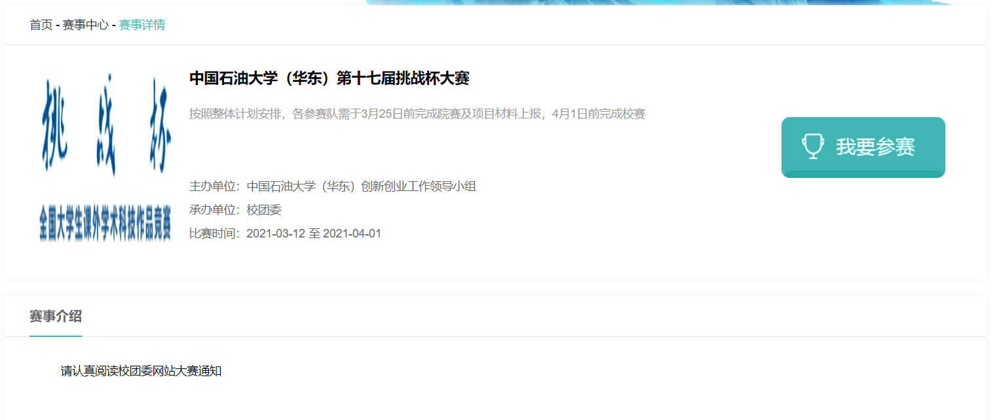 首页 - 赛事中心 - 赛事详情
中国石油大学（华东）第十七届挑战杯大赛
按照整体计划安排，各参赛队需于3月25日前完成院赛及项目材料上报，4月1日前完成校赛
挑战杯
全国大学生课外学术科技作品竞赛
我要参赛
主办单位：中国石油大学（华东）创新创业工作领导小组
承办单位：校团委
比赛时间：2021-03-12 至 2021-04-01
赛事介绍
请认真阅读校团委网站大赛通知